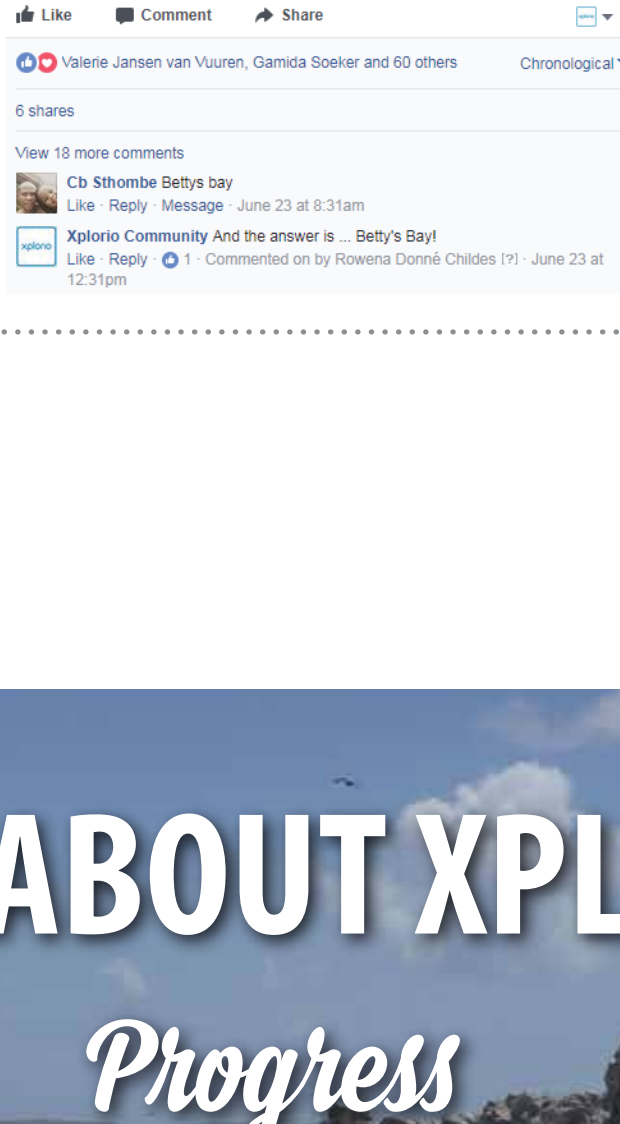 Like Comment Share
Valerie Jansen van Vuuren, Gamida Soeker and 60 others Chronological
6 shares
View 18 more comments
Cb Sthombe Bettys bay
Like · Reply · Message · June 23 at 8:31am
xplorio
Xplorio Community And the answer is ... Betty's Bay!
Like · Reply · 1 · Commented on by Rowena Donné Childes [?] · June 23 at
12:31pm
ABOUT XPL
Progress